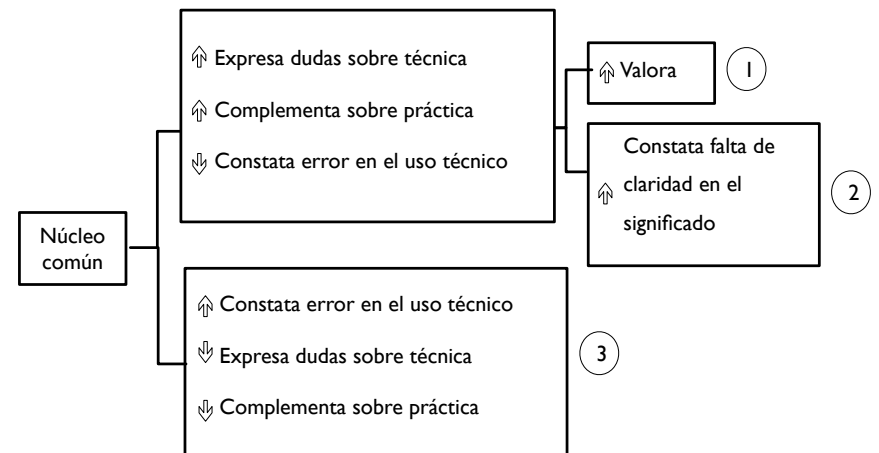 Expresa dudas sobre técnica
Complementa sobre práctica
Constata error en el uso técnico
Valora
1
Constata falta de
claridad en el
significado
2
Núcleo
común
Constata error en el uso técnico
Expresa dudas sobre técnica
Complementa sobre práctica
3